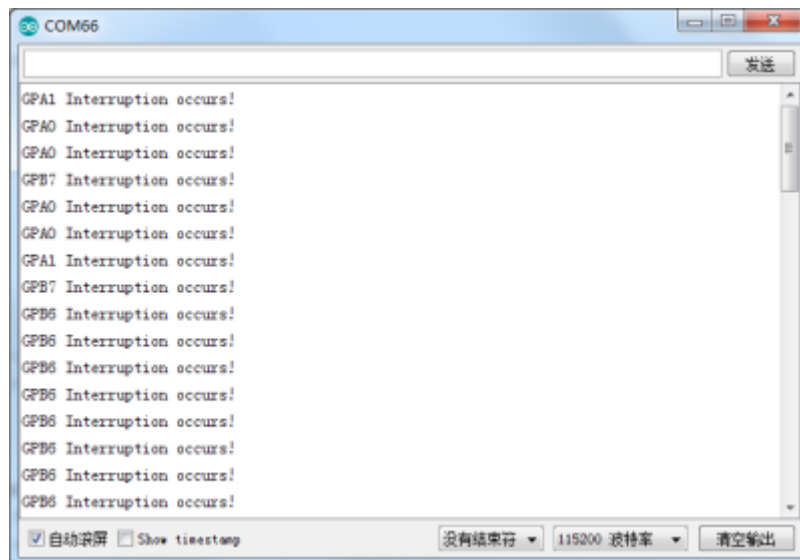 COM66
发送
GPA1 Interruption occurs!
GPA0 Interruption occurs!
GPA0 Interruption occurs!
GPB7 Interruption occurs!
GPA0 Interruption occurs!
GPA0 Interruption occurs!
GPA1 Interruption occurs!
GPB7 Interruption occurs!
GPB6 Interruption occurs!
GPB6 Interruption occurs!
GPB6 Interruption occurs!
GPB6 Interruption occurs!
GPB6 Interruption occurs!
GPB6 Interruption occurs!
GPB6 Interruption occurs!
GPB6 Interruption occurs!
自动滚屏 Show timestamp 没有结束符 115200 波特率 清空输出